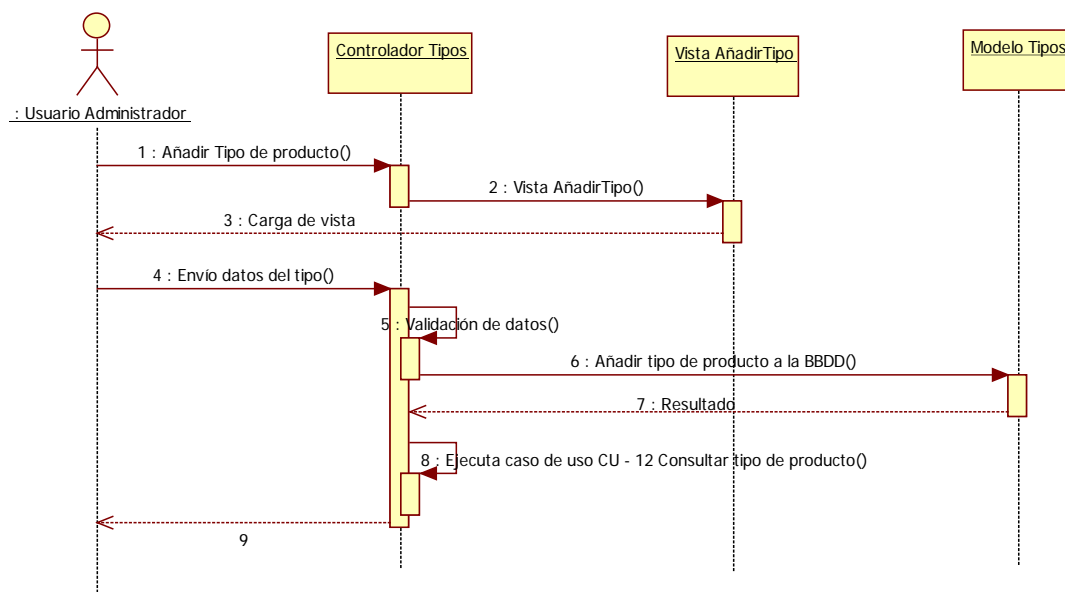 Controlador Tipos
Vista AñadirTipo
Modelo Tipos
: Usuario Administrador
1 : Añadir Tipo de producto()
2 : Vista AñadirTipo()
3 : Carga de vista
4 : Envío datos del tipo()
5 : Validación de datos()
6 : Añadir tipo de producto a la BBDD()
7 : Resultado
8 : Ejecuta caso de uso CU - 12 Consultar tipo de producto()
9